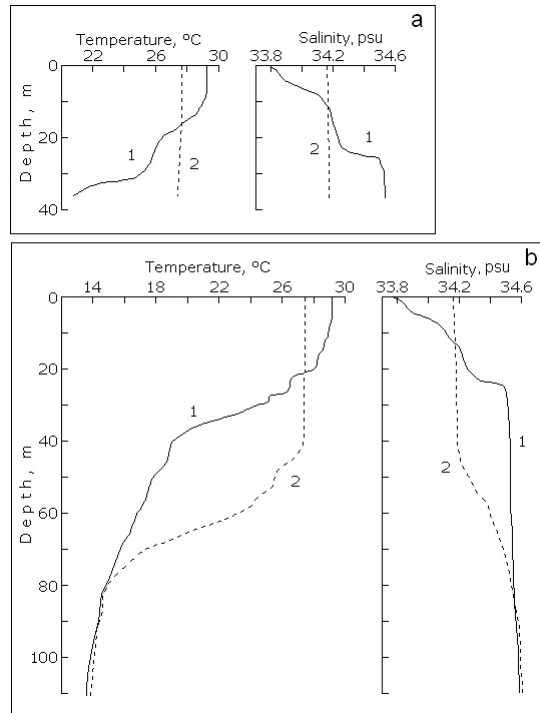 a
Temperature, ºC
Salinity, psu
22 26 30
33.8 34.2 34.6
0
20
40
Depth, m
1
2
2
1
b
Temperature, ºC
Salinity, psu
14 18 22 26 30
33.8 34.2 34.6
0
20
40
60
80
100
Depth, m
1
2
1
2